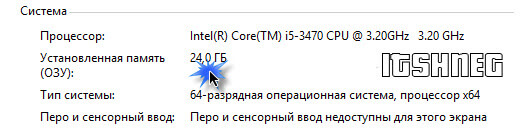 Система
Процессор: Intel(R) Core(TM) i5-3470 CPU @ 3.20GHz 3.20 GHz
Установленная память 24,0 ГБ
(ОЗУ):
ITSHNEG
Тип системы: 64-разрядная операционная система, процессор x64
Перо и сенсорный ввод: Перо и сенсорный ввод недоступны для этого экрана